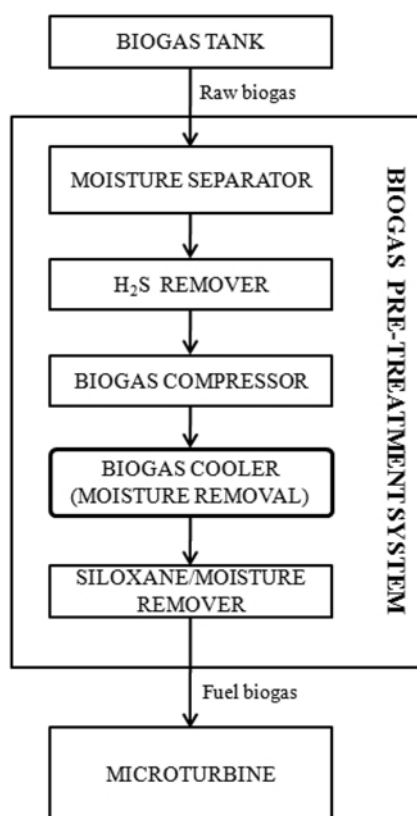 BIOGAS TANK
Raw biogas
MOISTURE SEPARATOR
H₂S REMOVER
BIOGAS COMPRESSOR
BIOGAS COOLER
(MOISTURE REMOVAL)
SILOXANE/MOISTURE
REMOVER
BIOGAS PRE-TREATMENT SYSTEM
Fuel biogas
MICROTURBINE